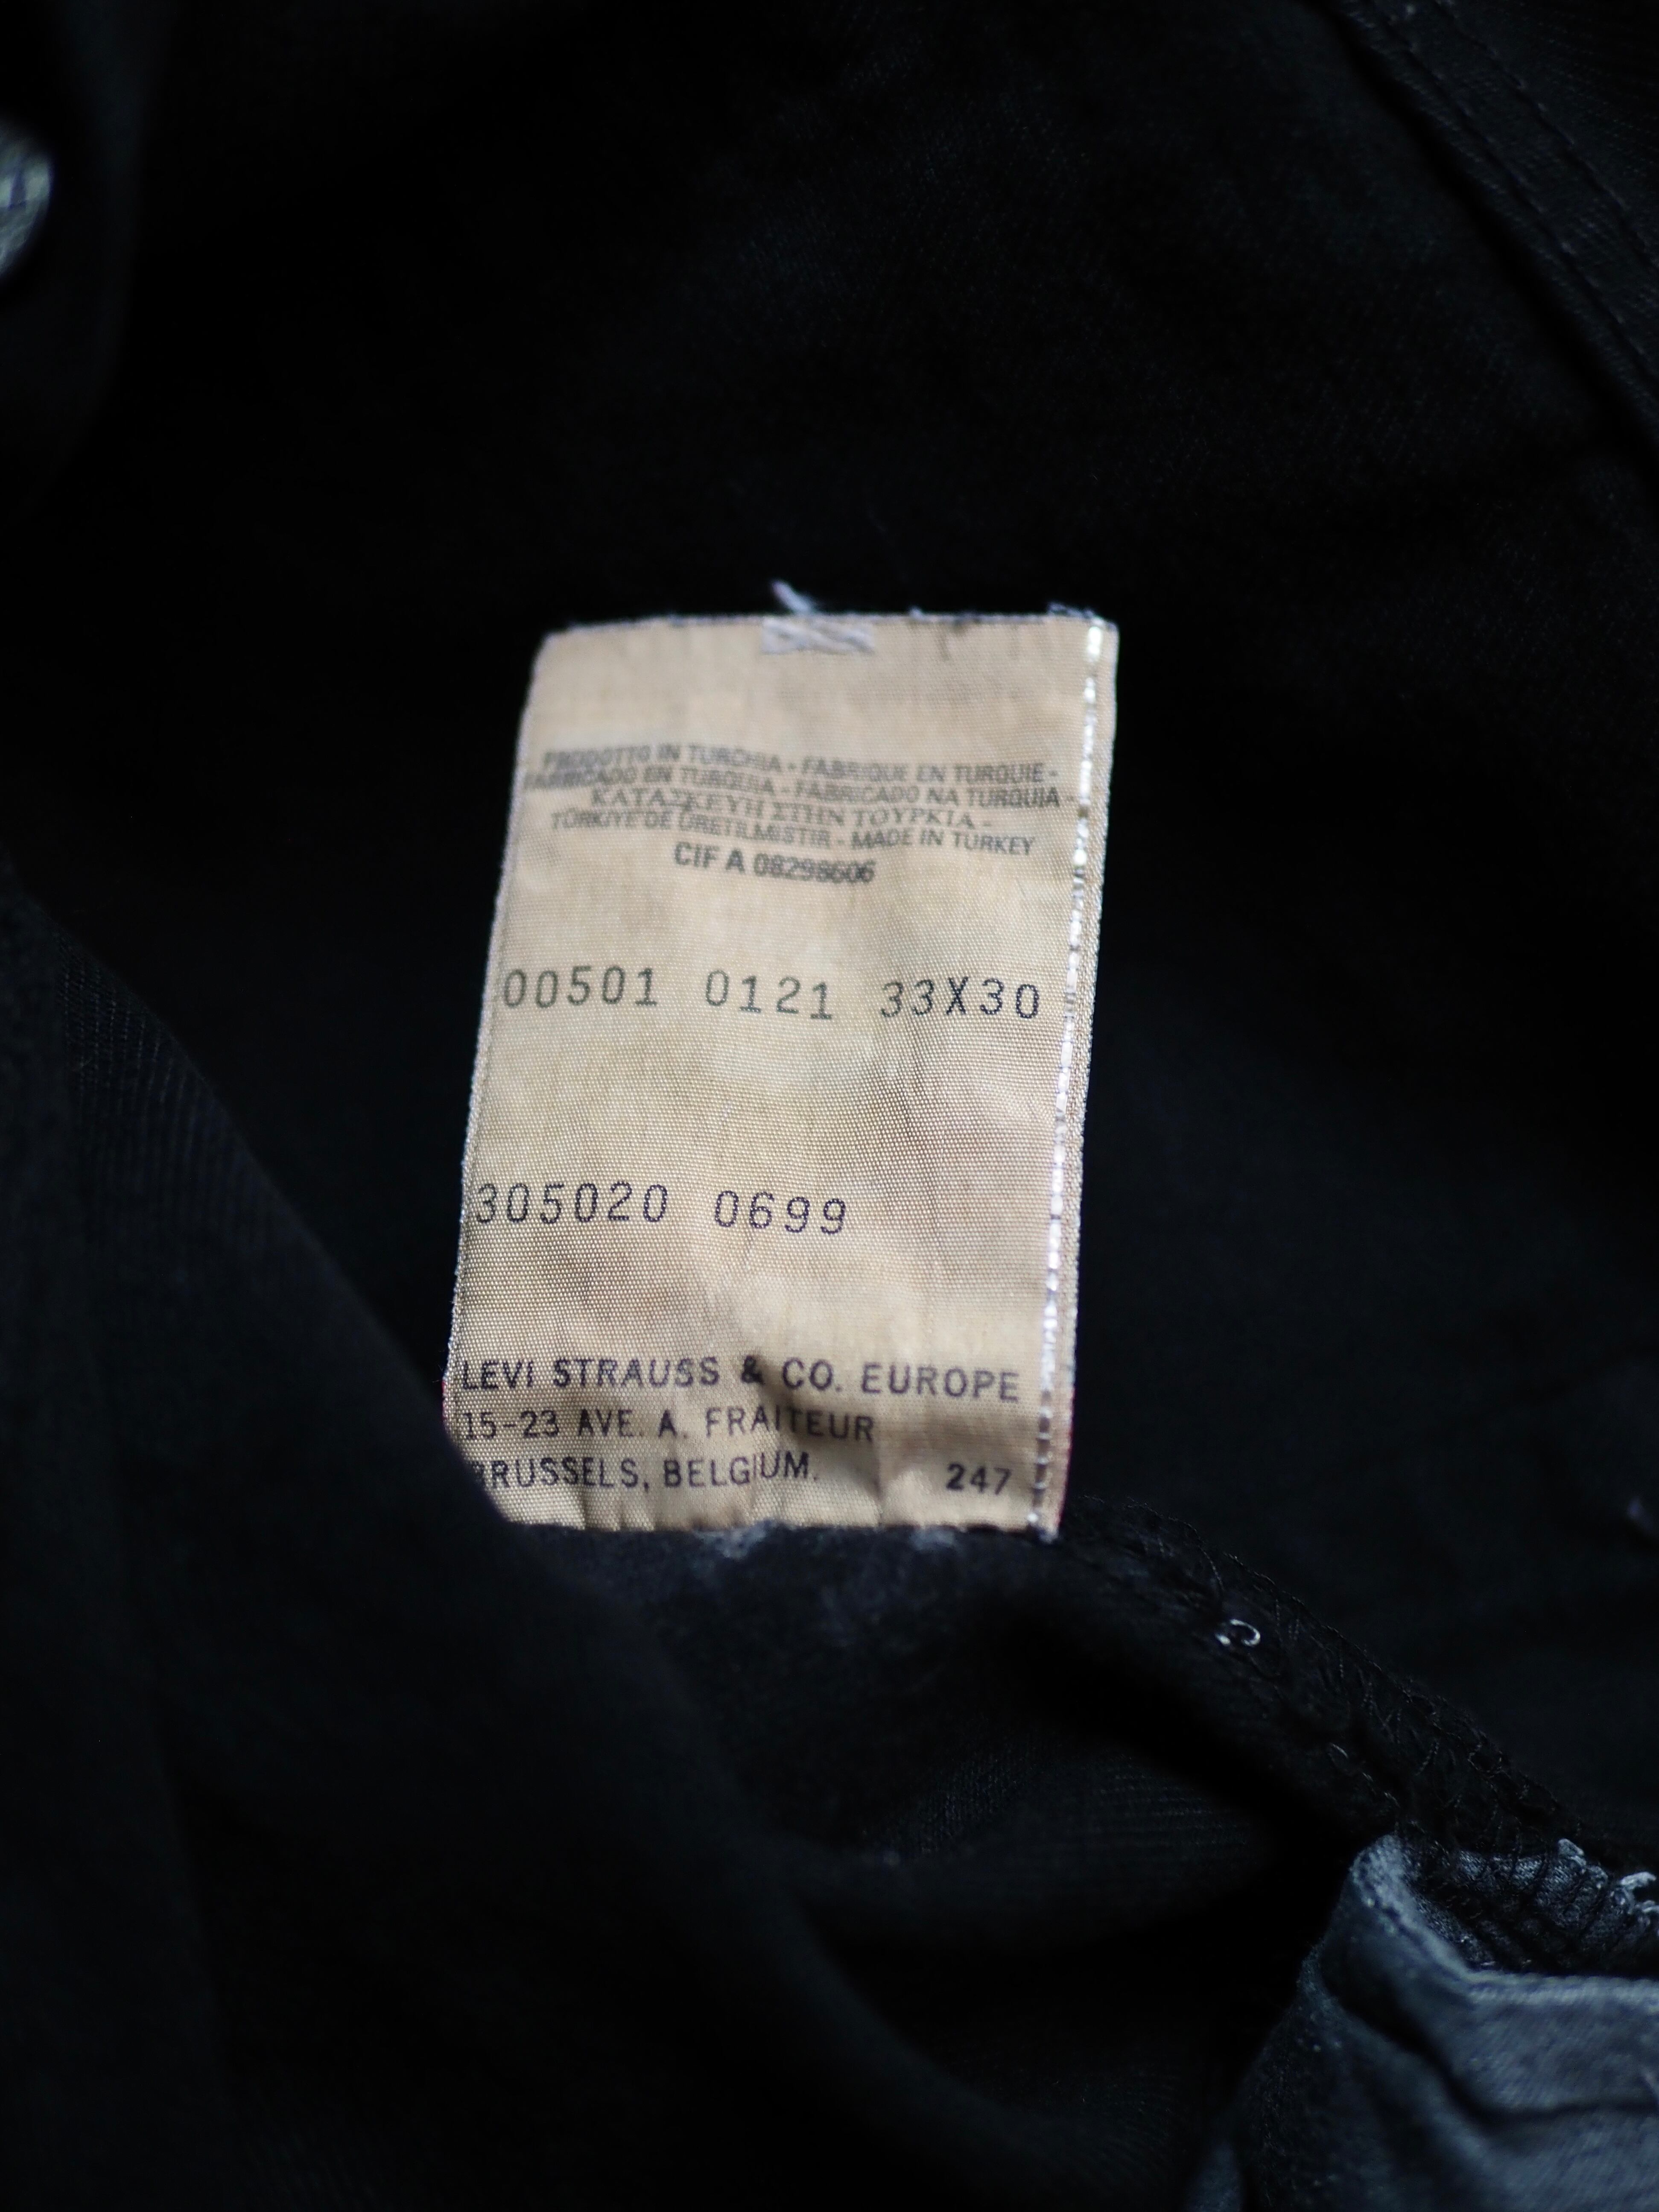 PRODOTTO IN TURCHIA - FABRIQUE EN TURQUIE -
FABRICADO EN TURQUIA - FABRICADO NA TURQUIA -
ΚΑΤΑΣΚΕΥΗ ΣΤΗΝ ΤΟΥΡΚΙΑ -
TÜRKIYE'DE ÜRETILMISTIR - MADE IN TURKEY
CIF A 08298606
00501 0121 33X30
305020 0699
LEVI STRAUSS & CO. EUROPE
15-23 AVE. A. FRAITEUR
BRUSSELS, BELGIUM. 247